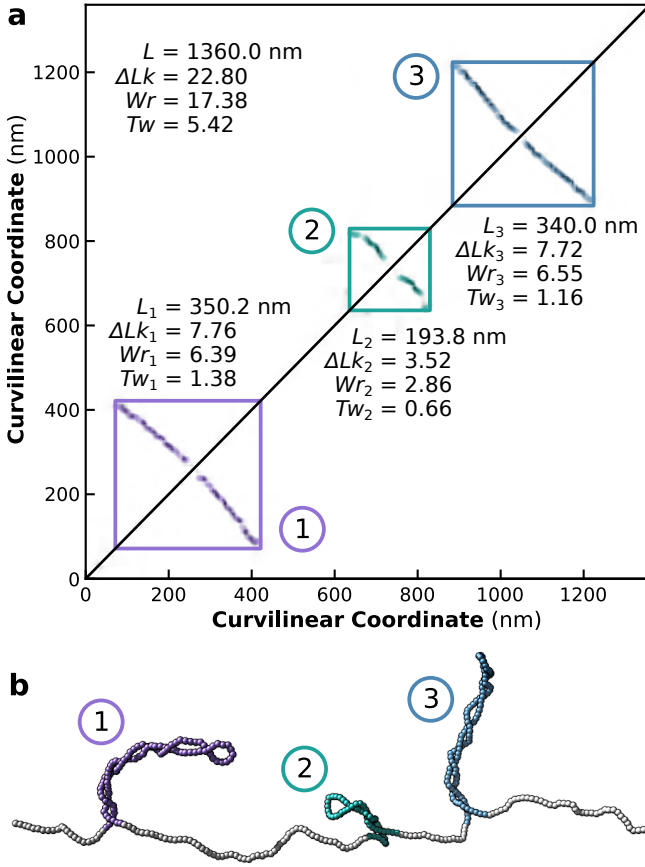 a
L = 1360.0 nm
ΔLk = 22.80
Wr = 17.38
Tw = 5.42
3
L₃ = 340.0 nm
ΔLk₃ = 7.72
Wr₃ = 6.55
Tw₃ = 1.16
2
L₂ = 193.8 nm
ΔLk₂ = 3.52
Wr₂ = 2.86
Tw₂ = 0.66
L₁ = 350.2 nm
ΔLk₁ = 7.76
Wr₁ = 6.39
Tw₁ = 1.38
1
Curvilinear Coordinate (nm)
1200
1000
800
600
400
200
0
0 200 400 600 800 1000 1200
Curvilinear Coordinate (nm)
b
1
2
3